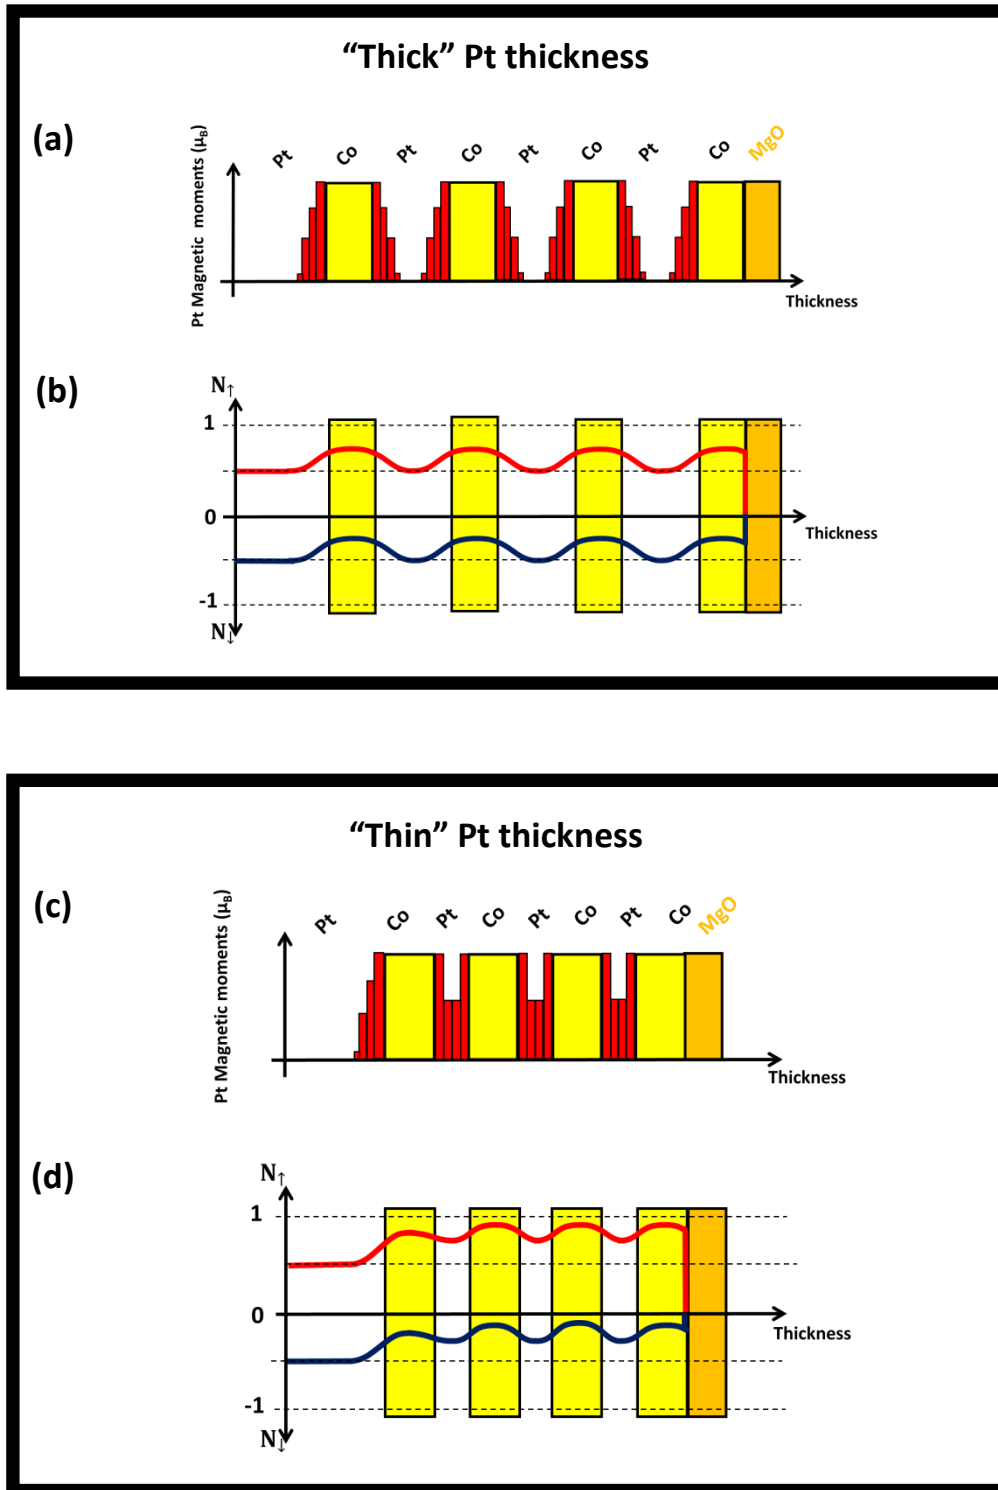 “Thick” Pt thickness
(a)
Pt Magnetic moments (μB)
Pt Co Pt Co Pt Co Pt Co MgO
Thickness
(b)
N↑
1
0
Thickness
-1
N↓
“Thin” Pt thickness
(c)
Pt Magnetic moments (μB)
Pt Co Pt Co Pt Co Pt Co MgO
Thickness
(d)
N↑
1
0
Thickness
-1
N↓